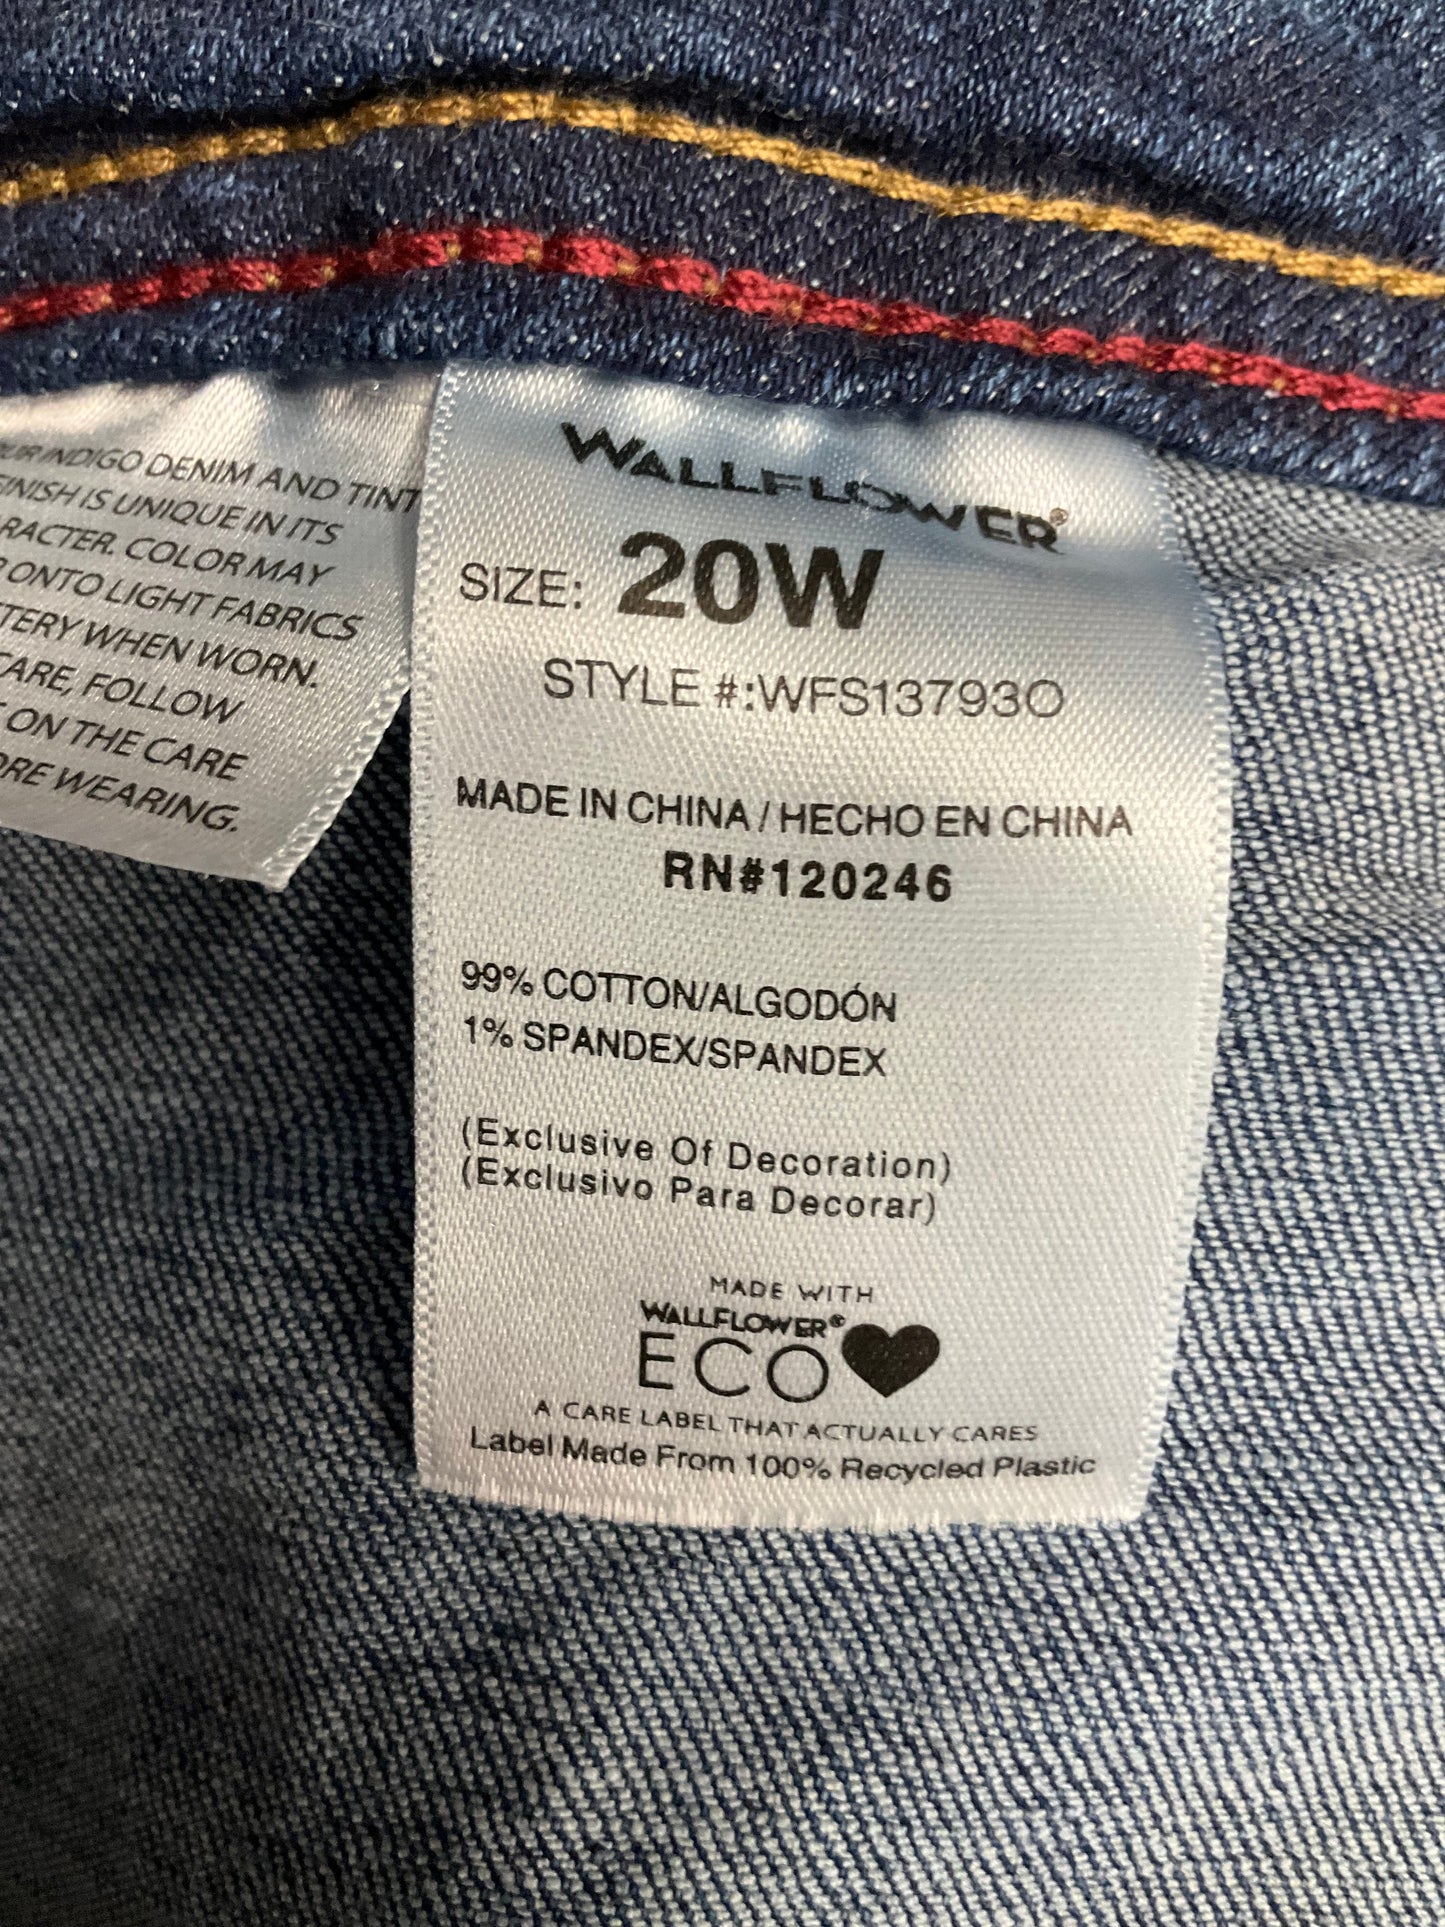 INDIGO DENIM AND TINT
IS UNIQUE IN ITS
COLOR MAY
ONTO LIGHT FABRICS
WHEN WORN.
FOLLOW
ON THE CARE
WEARING.
WALLFLOWER®
SIZE: 20W
STYLE #:WFS13793O
MADE IN CHINA / HECHO EN CHINA
RN#120246
99% COTTON/ALGODÓN
1% SPANDEX/SPANDEX
(Exclusive Of Decoration)
(Exclusivo Para Decorar)
MADE WITH
WALLFLOWER®
ECO
A CARE LABEL THAT ACTUALLY CARES
Label Made From 100% Recycled Plastic